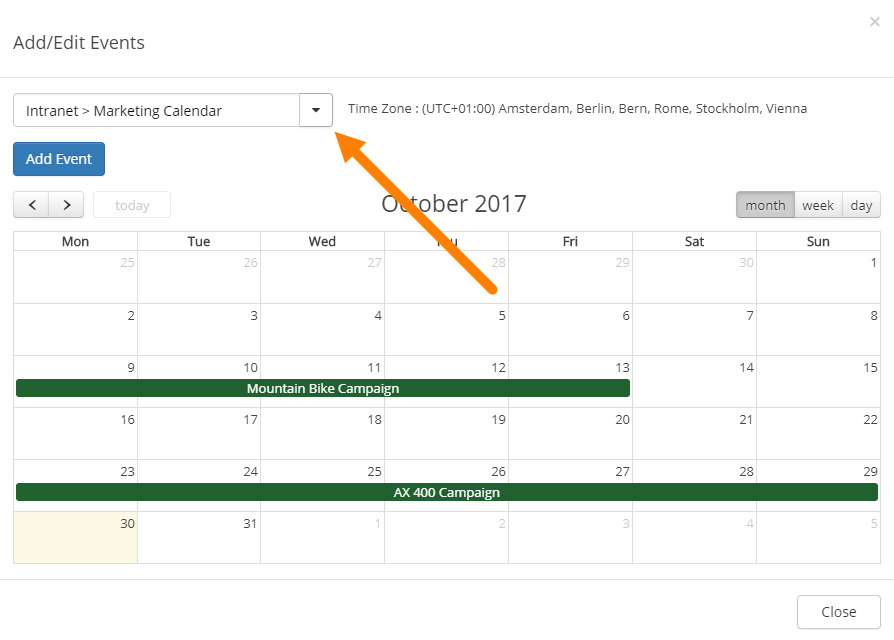 ×
Add/Edit Events
Intranet > Marketing Calendar
Time Zone : (UTC+01:00) Amsterdam, Berlin, Bern, Rome, Stockholm, Vienna
Add Event
today
October 2017
month week day
Mon Tue Wed Thu Fri Sat Sun
25 26 27 28 29 30 1
2 3 4 5 6 7 8
9 10 11 12 13 14 15
Mountain Bike Campaign
16 17 18 19 20 21 22
23 24 25 26 27 28 29
AX 400 Campaign
30 31 1 2 3 4 5
Close